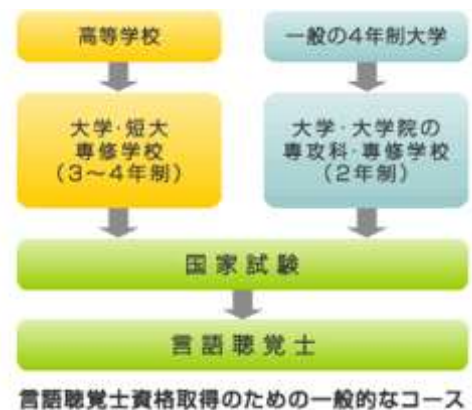 高等学校
一般の4年制大学
大学・短大
専修学校
(3〜4年制)
大学・大学院の
専攻科・専修学校
(2年制)
国家試験
言語聴覚士
言語聴覚士資格取得のための一般的なコース